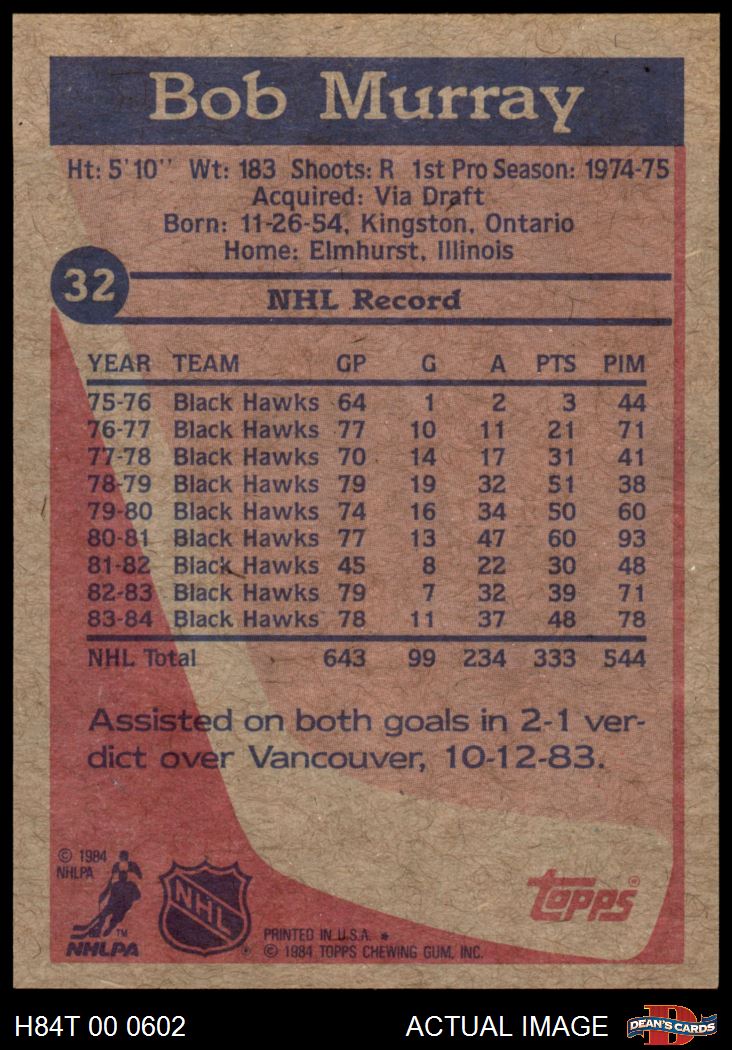 Bob Murray
Ht: 5'10" Wt: 183 Shoots: R 1st Pro Season: 1974-75
Acquired: Via Draft
Born: 11-26-54, Kingston, Ontario
Home: Elmhurst, Illinois
32
NHL Record
YEAR TEAM GP G A PTS PIM
75-76 Black Hawks 64 1 2 3 44
76-77 Black Hawks 77 10 11 21 71
77-78 Black Hawks 70 14 17 31 41
78-79 Black Hawks 79 19 32 51 38
79-80 Black Hawks 74 16 34 50 60
80-81 Black Hawks 77 13 47 60 93
81-82 Black Hawks 45 8 22 30 48
82-83 Black Hawks 79 7 32 39 71
83-84 Black Hawks 78 11 37 48 78
NHL Total 643 99 234 333 544
Assisted on both goals in 2-1 ver-
dict over Vancouver, 10-12-83.
© 1984
NHLPA
TM
NHLPA
NHL
®
topps®
PRINTED IN U.S.A. *
© 1984 TOPPS CHEWING GUM, INC.
H84T 00 0602 ACTUAL IMAGE
D
DEAN'S CARDS